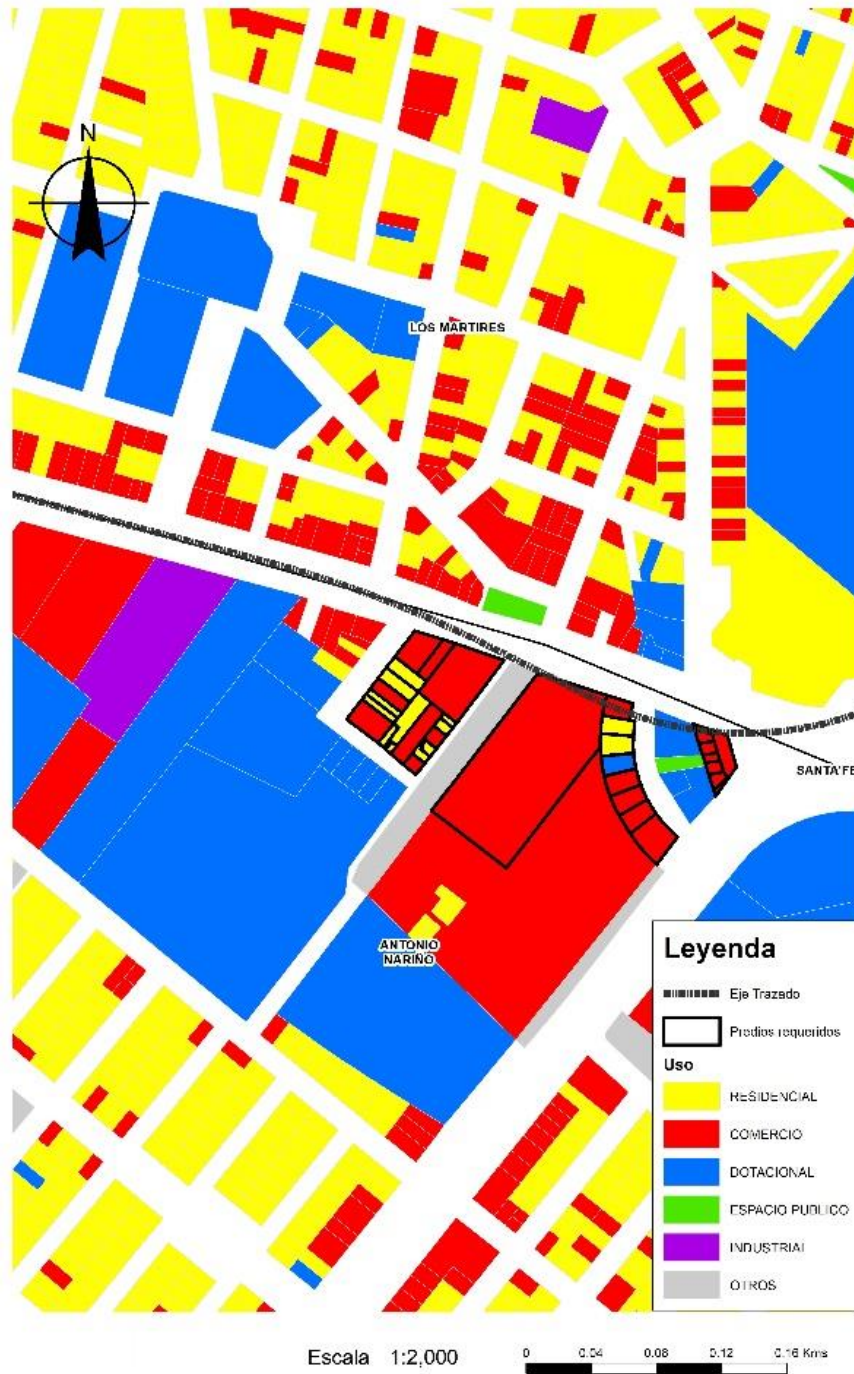 N
LOS MARTIRES
SANTA FE
ANTONIO
NARIÑO
Leyenda
Eje Trazado
Predios requeridos
Uso
RESIDENCIAL
COMERCIO
DOTACIONAL
ESPACIO PUBLICO
INDUSTRIAL
OTROS
Escala 1:2,000
0 0.04 0.08 0.12 0.16 Kms